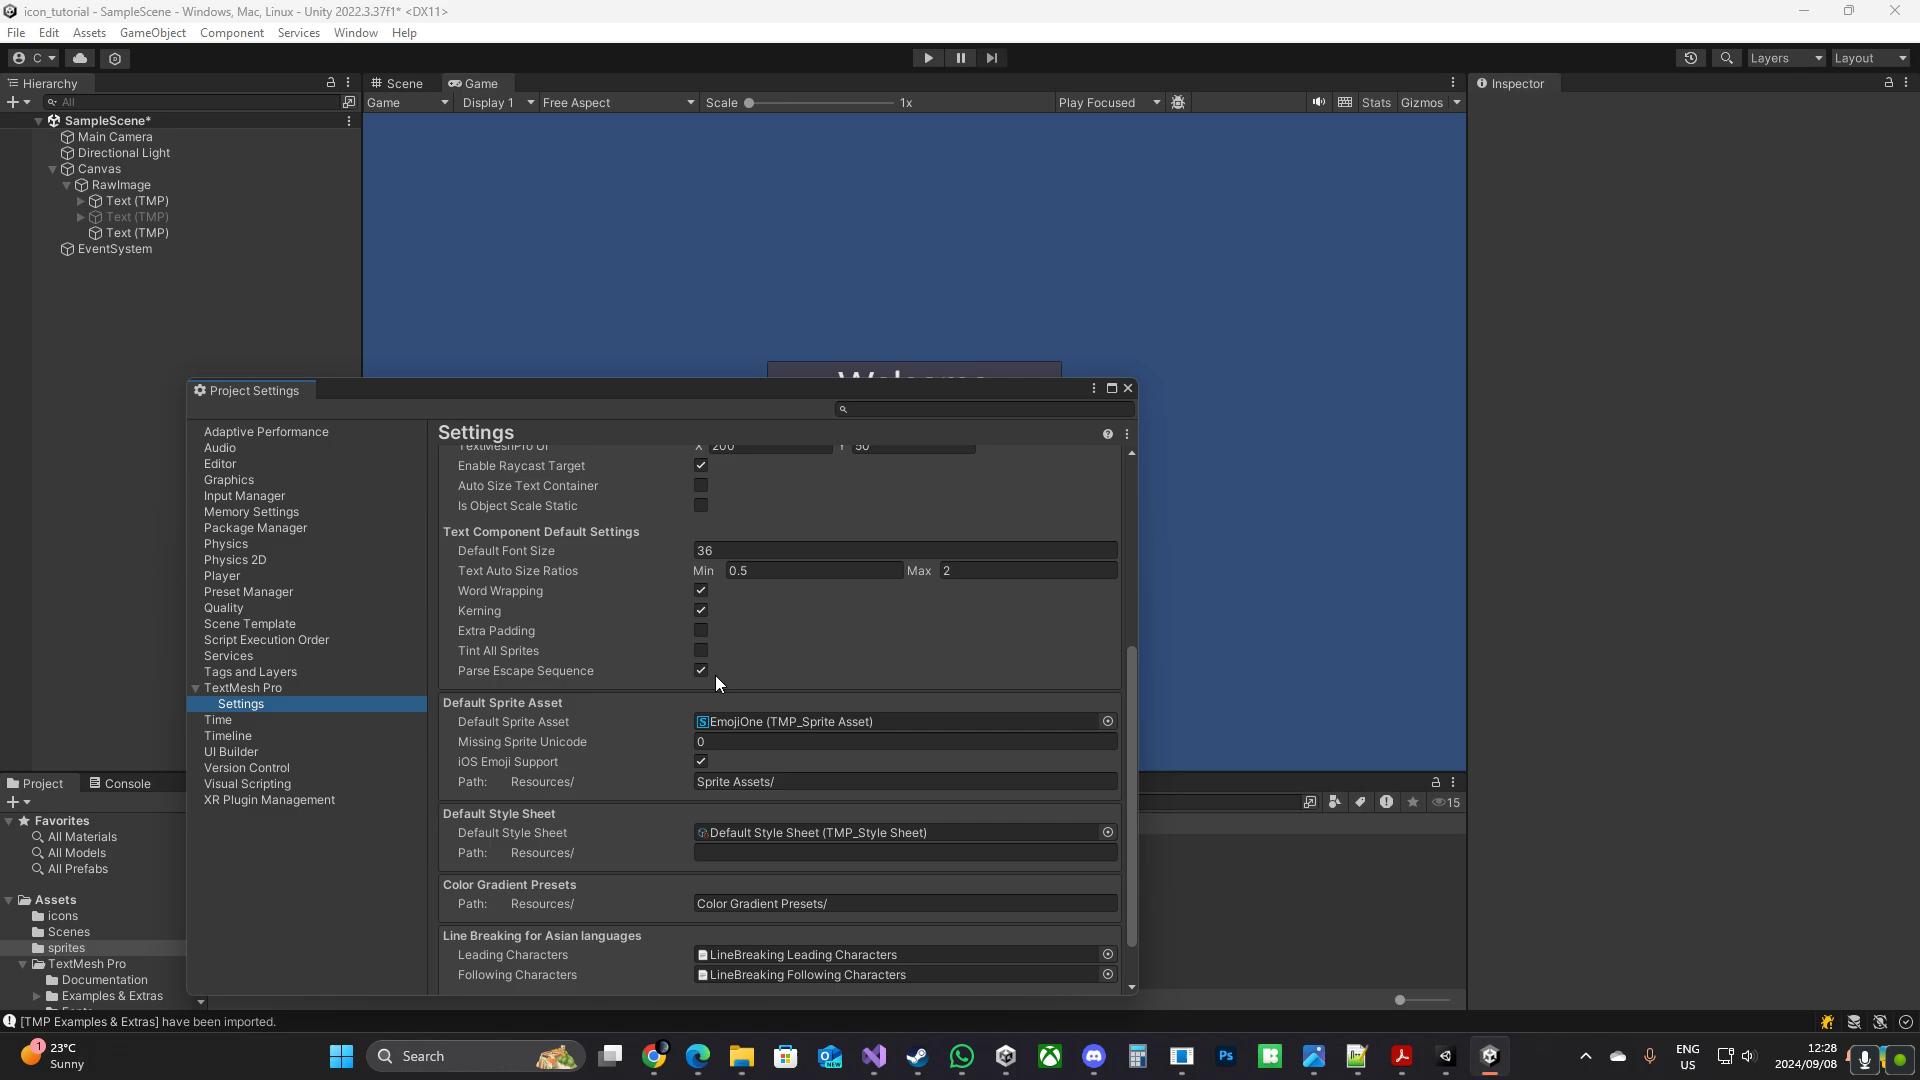 icon_tutorial - SampleScene - Windows, Mac, Linux - Unity 2022.3.37f1* <DX11>
File Edit Assets GameObject Component Services Window Help
C Layers Layout
Hierarchy Scene Game Inspector
All Game Display 1 Free Aspect Scale 1x Play Focused Stats Gizmos
SampleScene*
Main Camera
Directional Light
Canvas
RawImage
Text (TMP)
Text (TMP)
Text (TMP)
EventSystem
Project Settings
Settings
Adaptive Performance
Audio
Editor
Graphics
Input Manager
Memory Settings
Package Manager
Physics
Physics 2D
Player
Preset Manager
Quality
Scene Template
Script Execution Order
Services
Tags and Layers
TextMesh Pro
Settings
Time
Timeline
UI Builder
Version Control
Visual Scripting
XR Plugin Management
TextMeshPro UI X 200 Y 50
Enable Raycast Target
Auto Size Text Container
Is Object Scale Static
Text Component Default Settings
Default Font Size 36
Text Auto Size Ratios Min 0.5 Max 2
Word Wrapping
Kerning
Extra Padding
Tint All Sprites
Parse Escape Sequence
Default Sprite Asset
Default Sprite Asset EmojiOne (TMP_Sprite Asset)
Missing Sprite Unicode 0
iOS Emoji Support
Path: Resources/ Sprite Assets/
Default Style Sheet
Default Style Sheet Default Style Sheet (TMP_Style Sheet)
Path: Resources/
Color Gradient Presets
Path: Resources/ Color Gradient Presets/
Line Breaking for Asian languages
Leading Characters LineBreaking Leading Characters
Following Characters LineBreaking Following Characters
Project Console
15
Favorites
All Materials
All Models
All Prefabs
Assets
icons
Scenes
sprites
TextMesh Pro
Documentation
Examples & Extras
[TMP Examples & Extras] have been imported.
1 23°C
Sunny
Search
NEW
Ps
ENG
US
12:28
2024/09/08